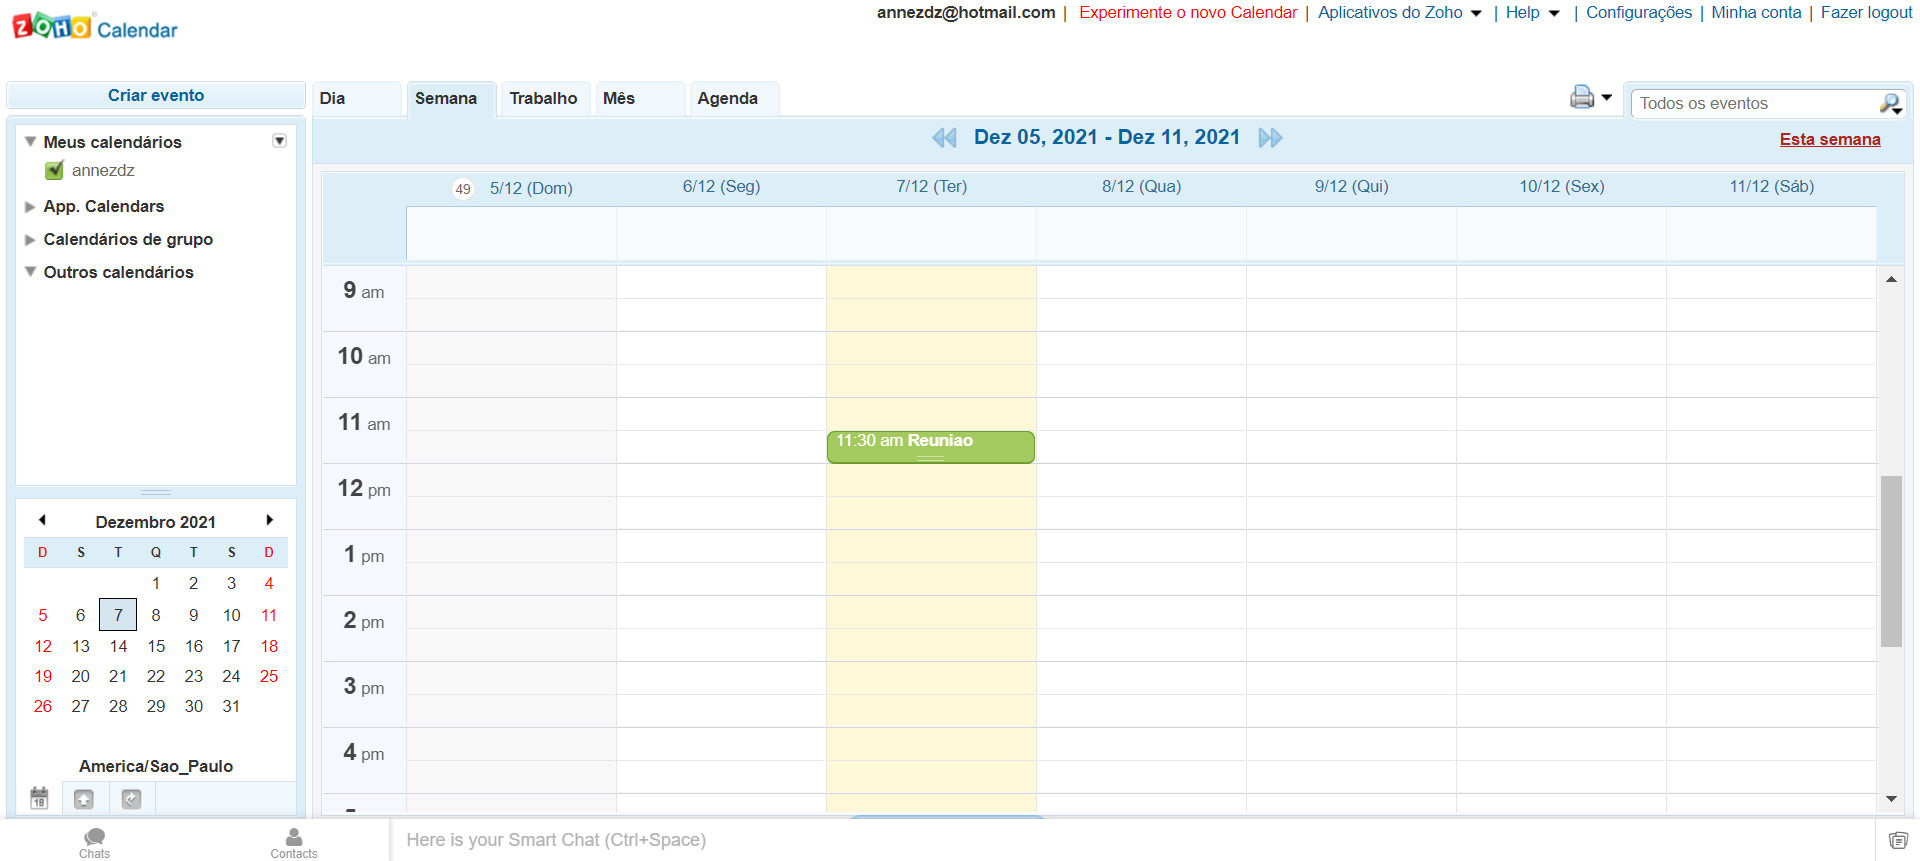 annezdz@hotmail.com | Experimente o novo Calendar | Aplicativos do Zoho | Help | Configurações | Minha conta | Fazer logout
ZOHO Calendar
Criar evento
Dia Semana Trabalho Mês Agenda
Todos os eventos
Dez 05, 2021 - Dez 11, 2021
Esta semana
Meus calendários
annezdz
App. Calendars
Calendários de grupo
Outros calendários
49 5/12 (Dom) 6/12 (Seg) 7/12 (Ter) 8/12 (Qua) 9/12 (Qui) 10/12 (Sex) 11/12 (Sáb)
9 am
10 am
11 am
11:30 am Reuniao
12 pm
1 pm
2 pm
3 pm
4 pm
Dezembro 2021
D S T Q T S D
1 2 3 4
5 6 7 8 9 10 11
12 13 14 15 16 17 18
19 20 21 22 23 24 25
26 27 28 29 30 31
America/Sao_Paulo
18
Chats
Contacts
Here is your Smart Chat (Ctrl+Space)